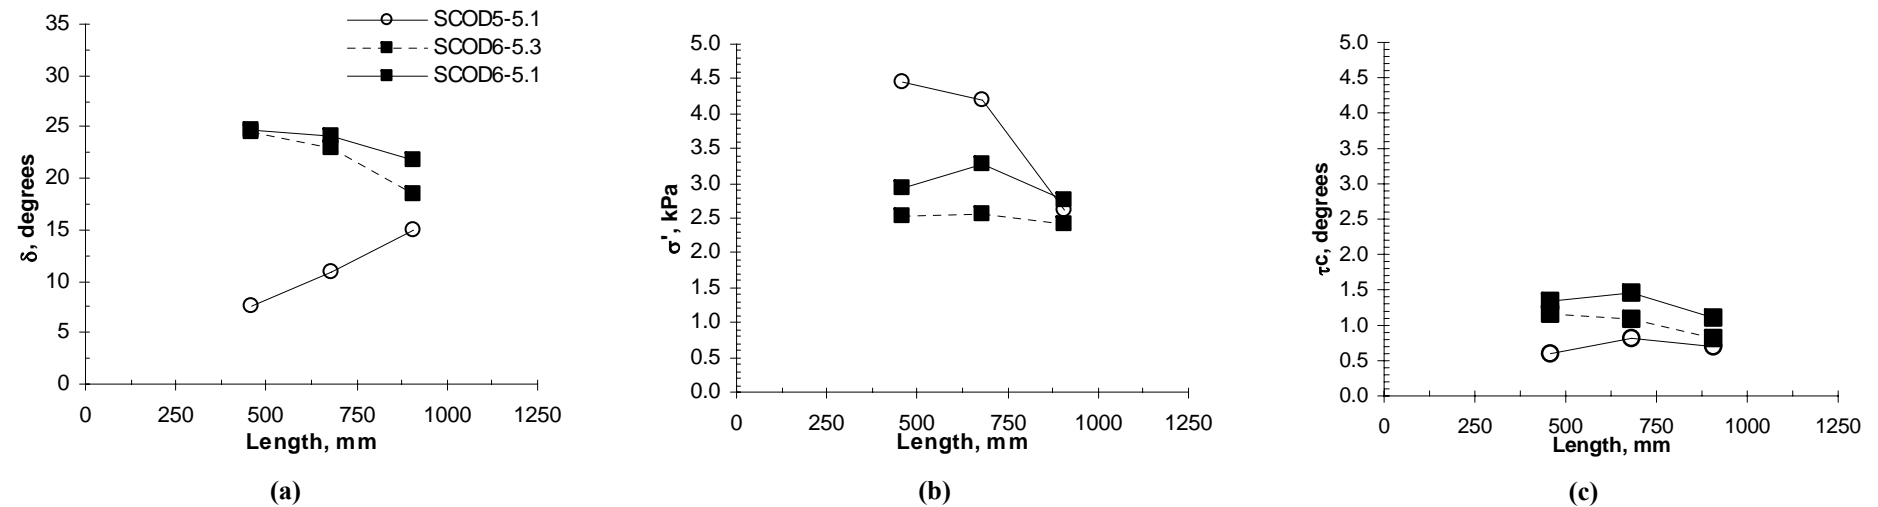 35
30
25
20
15
10
5
0
δ, degrees
SCOD5-5.1
SCOD6-5.3
SCOD6-5.1
0 250 500 750 1000 1250
Length, mm
(a)
5.0
4.5
4.0
3.5
3.0
2.5
2.0
1.5
1.0
0.5
0.0
σ', kPa
0 250 500 750 1000 1250
Length, mm
(b)
5.0
4.5
4.0
3.5
3.0
2.5
2.0
1.5
1.0
0.5
0.0
τc, degrees
0 250 500 750 1000 1250
Length, mm
(c)